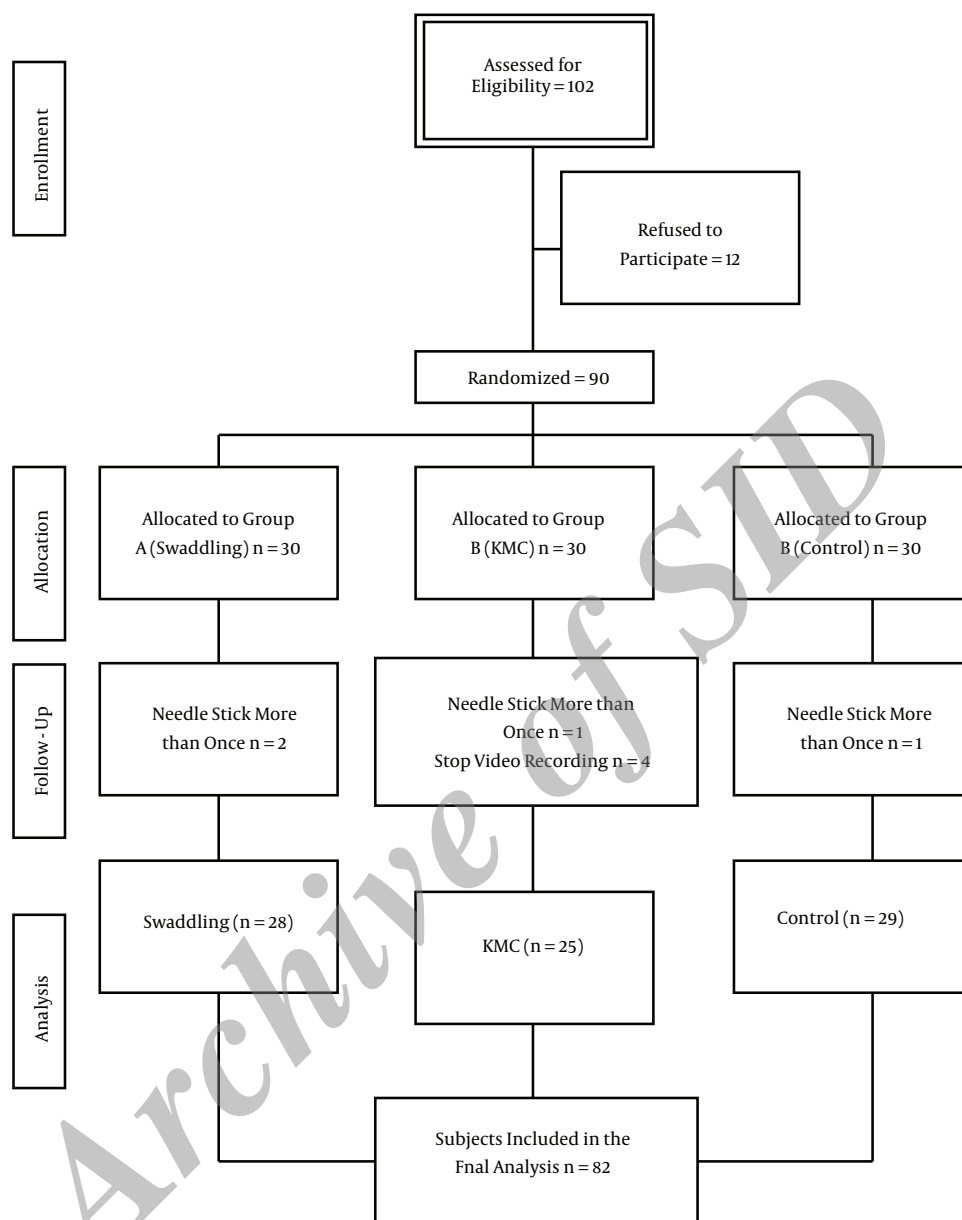 Enrollment
Assessed for
Eligibility = 102
Refused to
Participate = 12
Randomized = 90
Allocation
Allocated to Group
A (Swaddling) n = 30
Allocated to Group
B (KMC) n = 30
Allocated to Group
B (Control) n = 30
Follow - Up
Needle Stick More
than Once n = 2
Needle Stick More than
Once n = 1
Stop Video Recording n = 4
Needle Stick More
than Once n = 1
Analysis
Swaddling (n = 28)
KMC (n = 25)
Control (n = 29)
Subjects Included in the
Fnal Analysis n = 82
Archive of SID